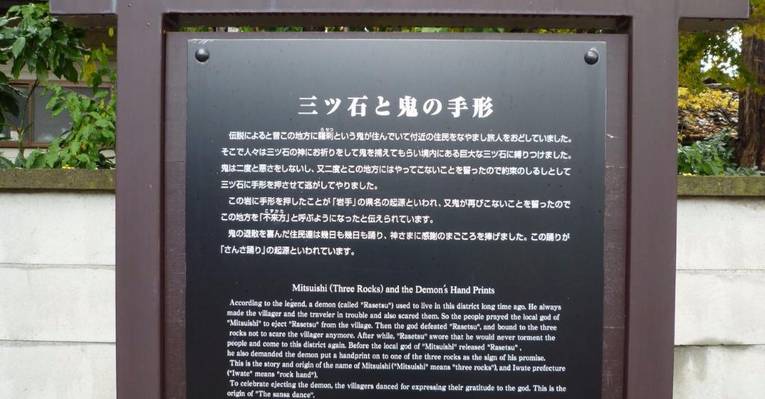 三ツ石と鬼の手形
伝説によると昔この地方に羅刹という鬼が住んでいて付近の住民をなやまし旅人をおどしていました。
そこで人々は三ツ石の神にお祈りをして鬼を捕えてもらい境内にある巨大な三ツ石に縛りつけました。
鬼は二度と悪さをしないし、又二度とこの地方にはやってこないことを誓ったので約束のしるしとして
三ツ石に手形を押させて逃がしてやりました。
この岩に手形を押したことが「岩手」の県名の起源といわれ、又鬼が再びこないことを誓ったので
この地方を「不来方」と呼ぶようになったと伝えられています。
鬼の退散を喜んだ住民達は幾日も幾日も踊り、神さまに感謝のまごころを捧げました。この踊りが
「さんさ踊り」の起源といわれています。
Mitsuishi (Three Rocks) and the Demon's Hand Prints
According to the legend, a demon (called "Rasetsu") used to live in this district long time ago. He always
made the villager and the traveler in trouble and also scared them. So the people prayed the local god of
"Mitsuishi" to eject "Rasetsu" from the village. Then the god defeated "Rasetsu", and bound to the three
rocks not to scare the villager anymore. After while, "Rasetsu" swore that he would never torment the
people and come to this district again. Before the local god of "Mitsuishi" released "Rasetsu",
he also demanded the demon put a handprint on to one of the three rocks as the sign of his promise.
This is the story and origin of the name of Mitsuishi ("Mitsuishi" means "three rocks"), and Iwate prefecture
("Iwate" means "rock hand").
To celebrate ejecting the demon, the villagers danced for expressing their gratitude to the god. This is the
origin of "The sansa dance".